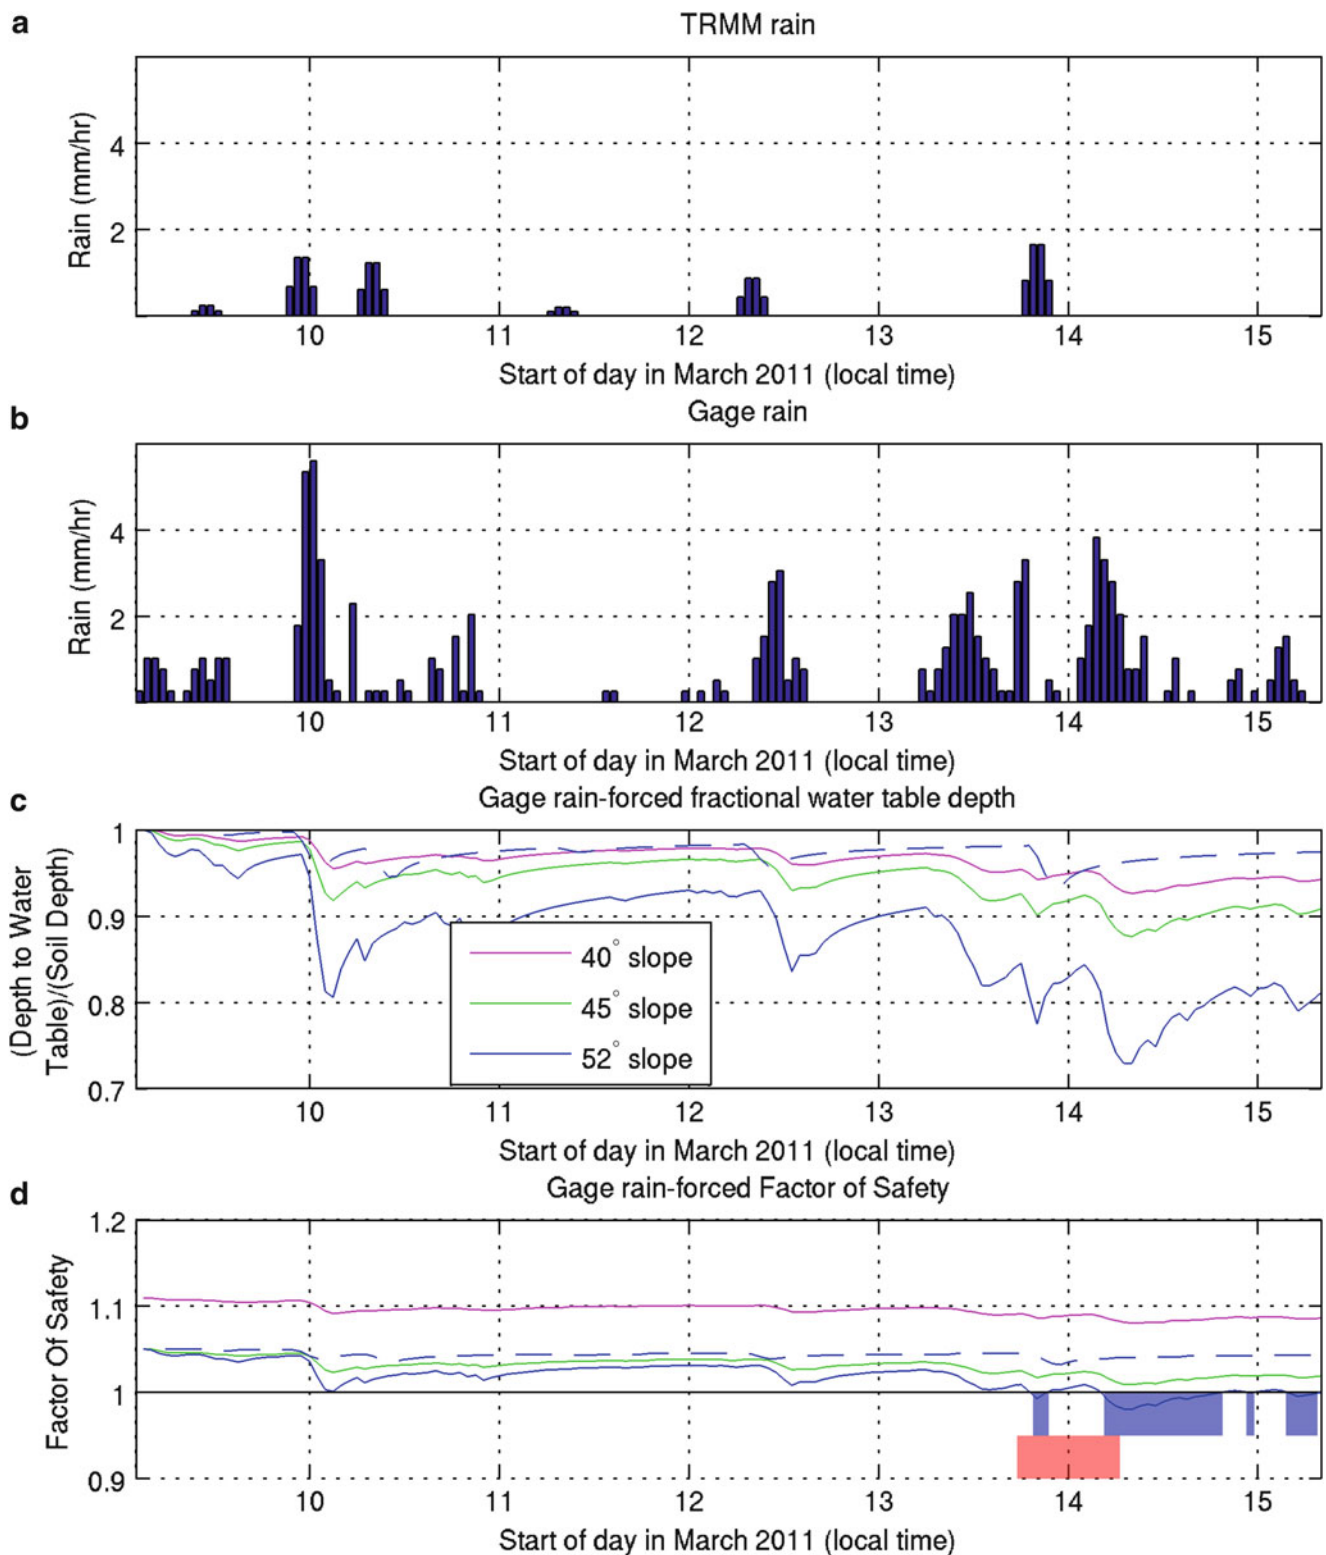 a
TRMM rain
Rain (mm/hr)
4
2
10 11 12 13 14 15
Start of day in March 2011 (local time)
b
Gage rain
Rain (mm/hr)
4
2
10 11 12 13 14 15
Start of day in March 2011 (local time)
c
Gage rain-forced fractional water table depth
(Depth to Water
Table)/(Soil Depth)
1
0.9
0.8
0.7
40° slope
45° slope
52° slope
10 11 12 13 14 15
Start of day in March 2011 (local time)
d
Gage rain-forced Factor of Safety
Factor Of Safety
1.2
1.1
1
0.9
10 11 12 13 14 15
Start of day in March 2011 (local time)